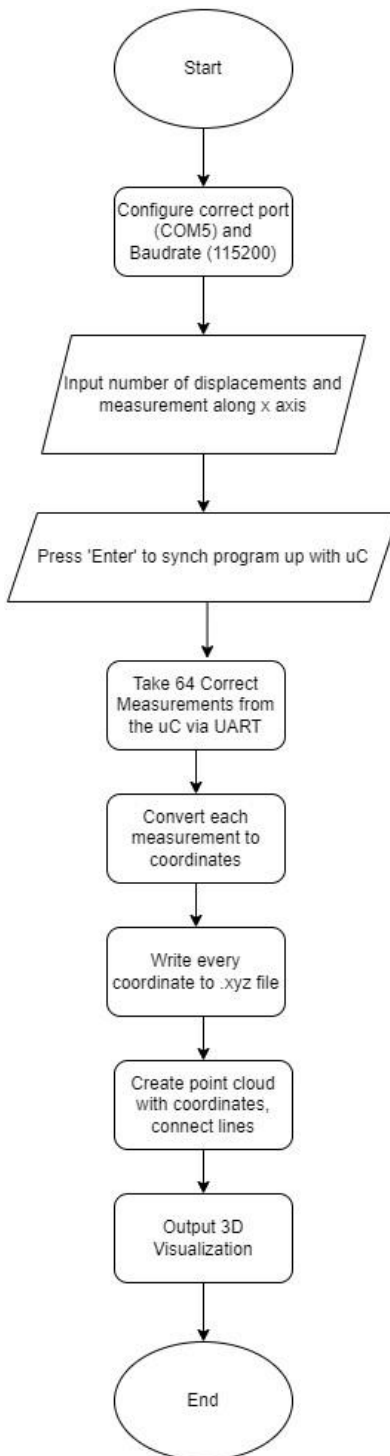 Start
Configure correct port
(COM5) and
Baudrate (115200)
Input number of displacements and
measurement along x axis
Press 'Enter' to synch program up with uC
Take 64 Correct
Measurements from
the uC via UART
Convert each
measurement to
coordinates
Write every
coordinate to .xyz file
Create point cloud
with coordinates,
connect lines
Output 3D
Visualization
End